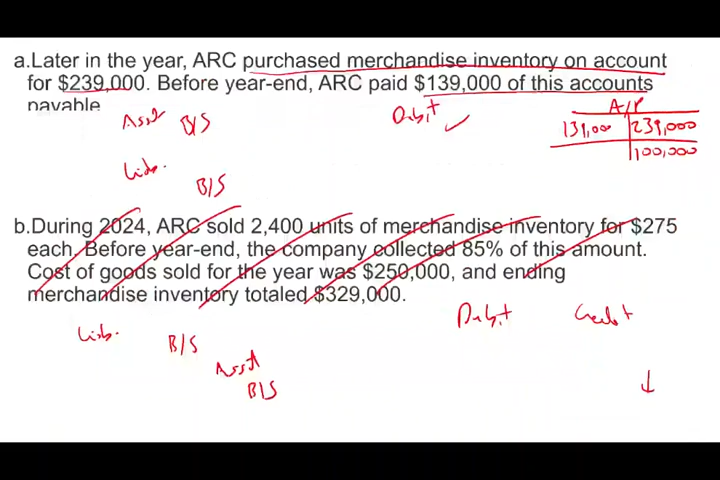 a.Later in the year, ARC purchased merchandise inventory on account
for $239,000. Before year-end, ARC paid $139,000 of this accounts
payable
A/P
Asset B/S Debit 139,000 239,000
100,000
Liab.
B/S
b.During 2024, ARC sold 2,400 units of merchandise inventory for $275
each. Before year-end, the company collected 85% of this amount.
Cost of goods sold for the year was $250,000, and ending
merchandise inventory totaled $329,000.
Debit Credit
Liab.
B/S
Asset
B/S